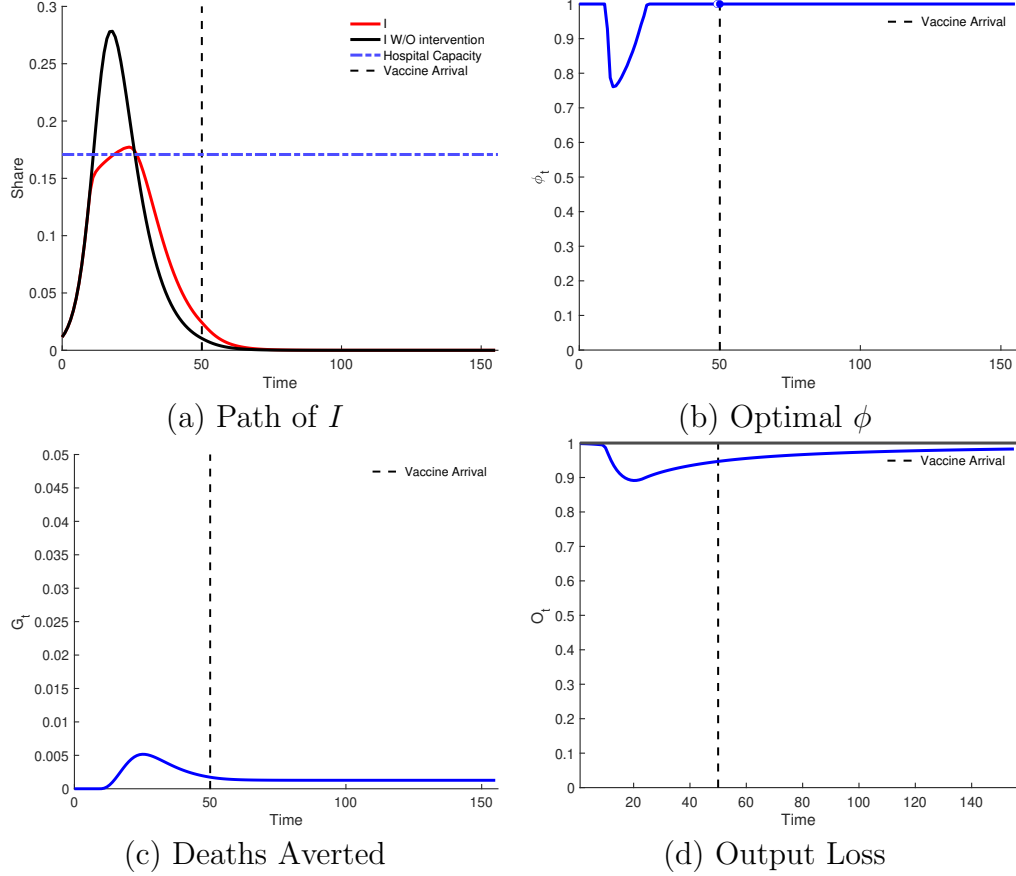 0.3
0.25
0.2
0.15
0.1
0.05
0
Share
I
I W/O intervention
Hospital Capacity
Vaccine Arrival
0 50 100 150
Time
(a) Path of I
1
0.9
0.8
0.7
0.6
0.5
0.4
0.3
0.2
0.1
0
ϕt
Vaccine Arrival
0 50 100 150
Time
(b) Optimal ϕ
0.05
0.045
0.04
0.035
0.03
0.025
0.02
0.015
0.01
0.005
0
Gt
Vaccine Arrival
0 50 100 150
Time
(c) Deaths Averted
1
0.9
0.8
0.7
0.6
0.5
0.4
0.3
0.2
0.1
0
Ot
Vaccine Arrival
20 40 60 80 100 120 140
Time
(d) Output Loss